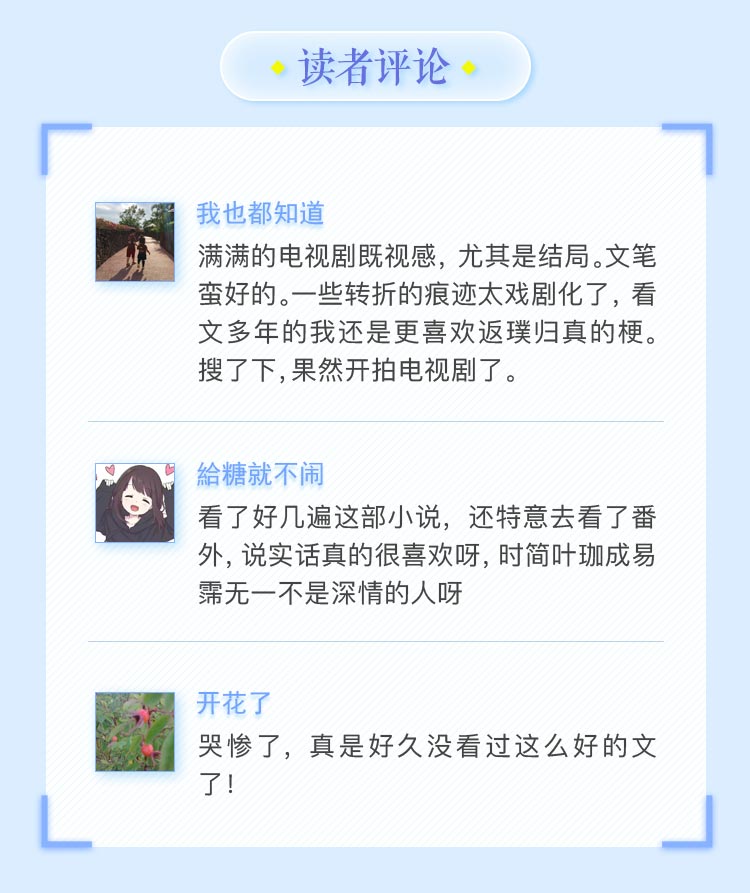 读者评论
我也都知道
满满的电视剧既视感，尤其是结局。文笔
蛮好的。一些转折的痕迹太戏剧化了，看
文多年的我还是更喜欢返璞归真的梗。
搜了下，果然开拍电视剧了。
給糖就不闹
看了好几遍这部小说，还特意去看了番
外，说实话真的很喜欢呀，时简叶珈成易
霈无一不是深情的人呀
开花了
哭惨了，真是好久没看过这么好的文
了！